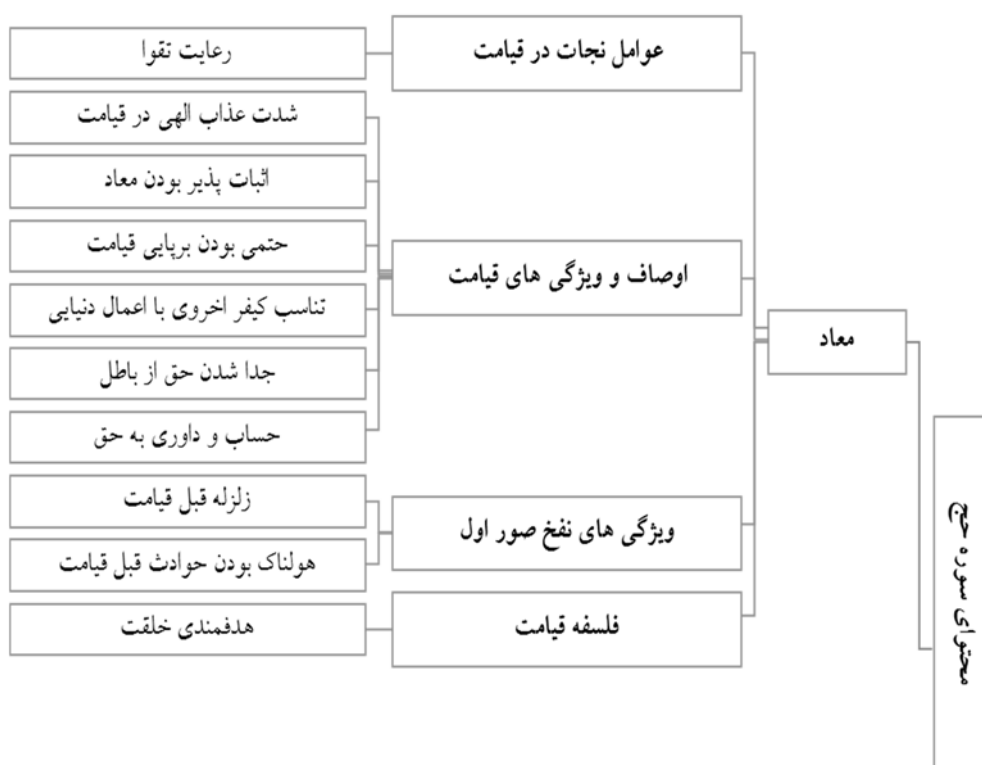 محتوای سوره حج
معاد
عوامل نجات در قیامت
رعایت تقوا
اوصاف و ویژگی های قیامت
شدت عذاب الهی در قیامت
اثبات پذیر بودن معاد
حتمی بودن برپایی قیامت
تناسب کیفر اخروی با اعمال دنیایی
جدا شدن حق از باطل
حساب و داوری به حق
ویژگی های نفخ صور اول
زلزله قبل قیامت
هولناک بودن حوادث قبل قیامت
فلسفه قیامت
هدفمندی خلقت